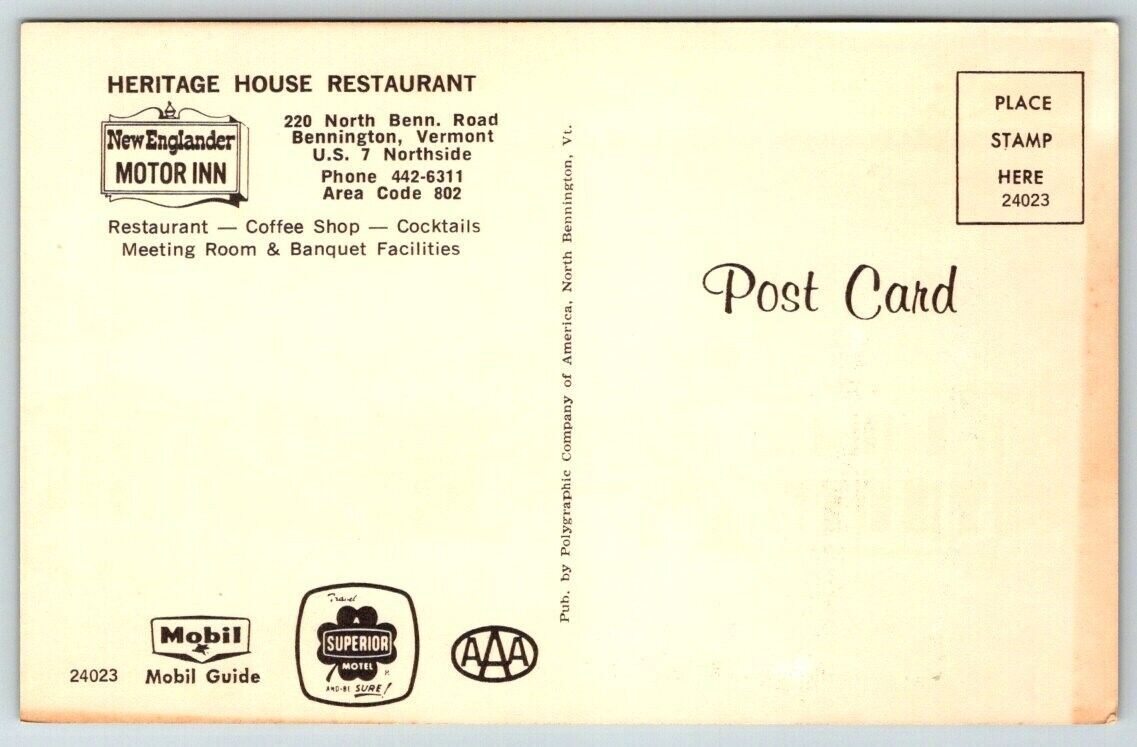 HERITAGE HOUSE RESTAURANT
New Englander
MOTOR INN
220 North Benn. Road
Bennington, Vermont
U.S. 7 Northside
Phone 442-6311
Area Code 802
Restaurant — Coffee Shop — Cocktails
Meeting Room & Banquet Facilities
Pub. by Polygraphic Company of America, North Bennington, Vt.
PLACE
STAMP
HERE
24023
Post Card
24023
Mobil
Mobil Guide
Travel
A
SUPERIOR
MOTEL
AND-BE SURE!
AAA